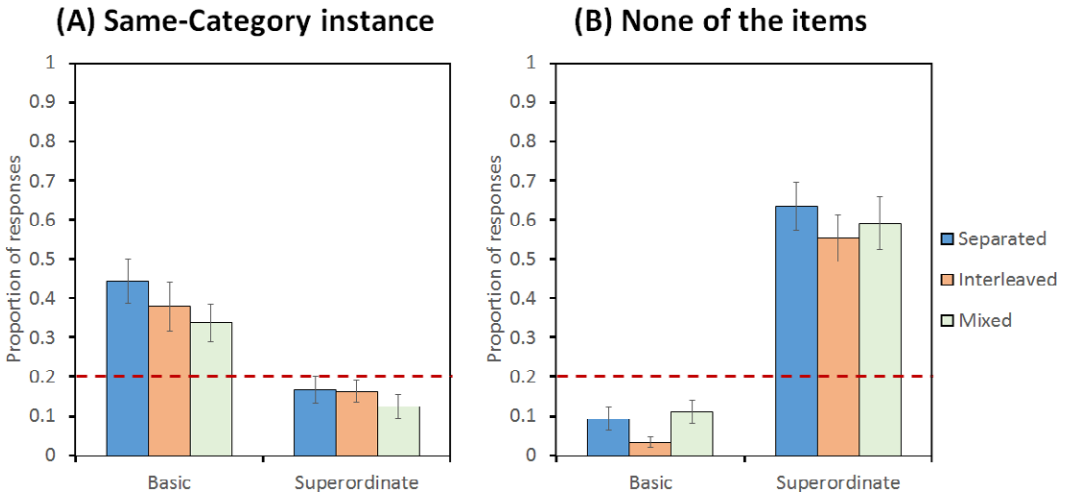 (A) Same-Category instance
Proportion of responses
1
0.9
0.8
0.7
0.6
0.5
0.4
0.3
0.2
0.1
0
Basic Superordinate
(B) None of the items
Proportion of responses
1
0.9
0.8
0.7
0.6
0.5
0.4
0.3
0.2
0.1
0
Basic Superordinate
Separated
Interleaved
Mixed